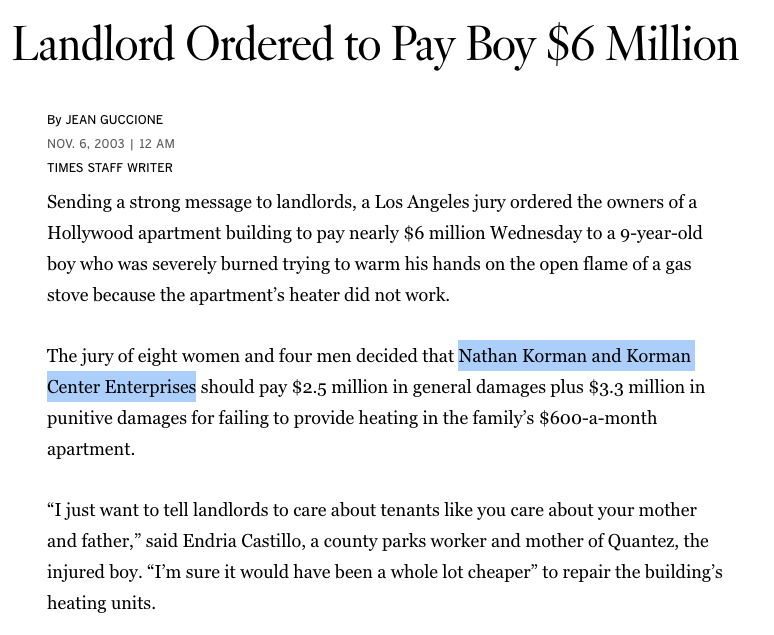 Landlord Ordered to Pay Boy $6 Million
By JEAN GUCCIONE
NOV. 6, 2003 | 12 AM
TIMES STAFF WRITER
Sending a strong message to landlords, a Los Angeles jury ordered the owners of a
Hollywood apartment building to pay nearly $6 million Wednesday to a 9-year-old
boy who was severely burned trying to warm his hands on the open flame of a gas
stove because the apartment’s heater did not work.
The jury of eight women and four men decided that Nathan Korman and Korman
Center Enterprises should pay $2.5 million in general damages plus $3.3 million in
punitive damages for failing to provide heating in the family’s $600-a-month
apartment.
“I just want to tell landlords to care about tenants like you care about your mother
and father,” said Endria Castillo, a county parks worker and mother of Quantez, the
injured boy. “I’m sure it would have been a whole lot cheaper” to repair the building’s
heating units.